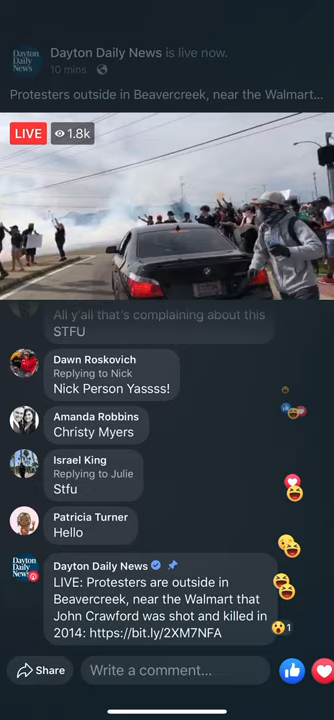 Dayton
Daily
News
Dayton Daily News is live now.
10 mins
Protesters outside in Beavercreek, near the Walmart...
LIVE
1.8k
All y'all that's complaining about this
STFU
Dawn Roskovich
Replying to Nick
Nick Person Yassss!
Amanda Robbins
Christy Myers
Israel King
Replying to Julie
Stfu
Patricia Turner
Hello
Dayton
Daily
News
Dayton Daily News
LIVE: Protesters are outside in
Beavercreek, near the Walmart that
John Crawford was shot and killed in
2014: https://bit.ly/2XM7NFA
1
Share
Write a comment...